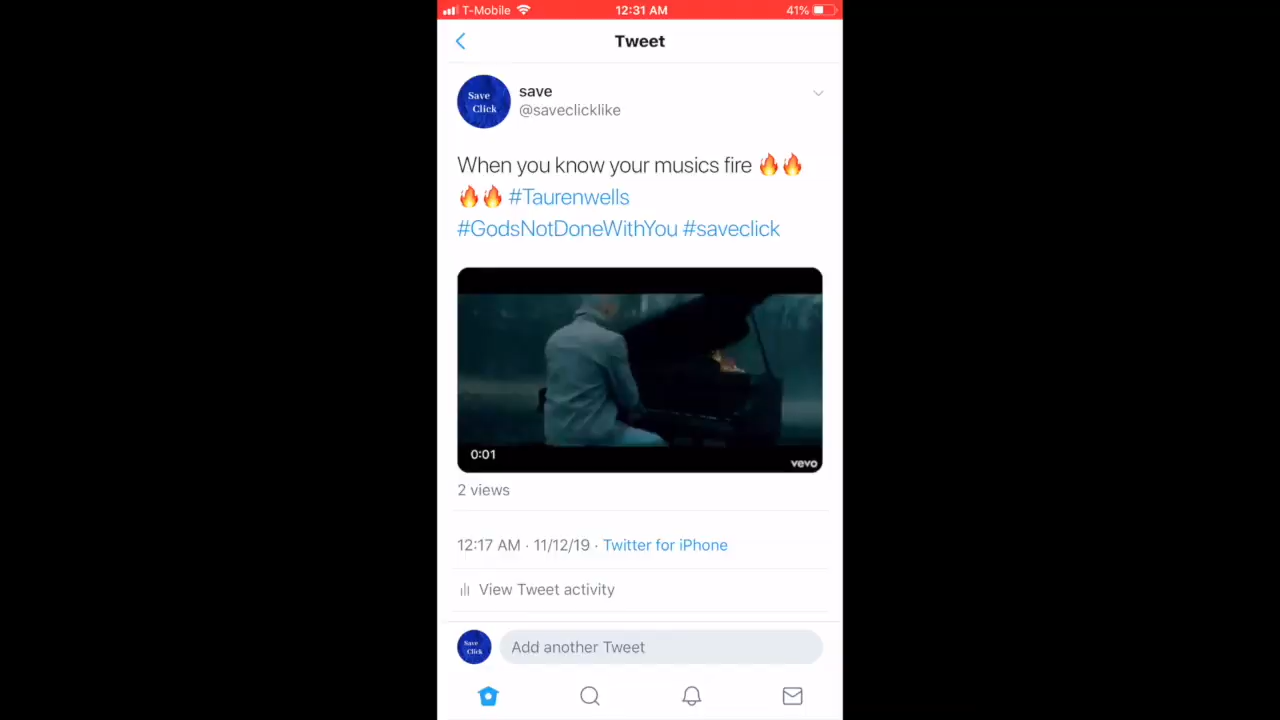 T-Mobile 12:31 AM 41%
Tweet
Save
Click
save
@saveclicklike
When you know your musics fire 🔥🔥
🔥🔥 #Taurenwells
#GodsNotDoneWithYou #saveclick
0:01
vevo
2 views
12:17 AM · 11/12/19 · Twitter for iPhone
View Tweet activity
Save
Click
Add another Tweet